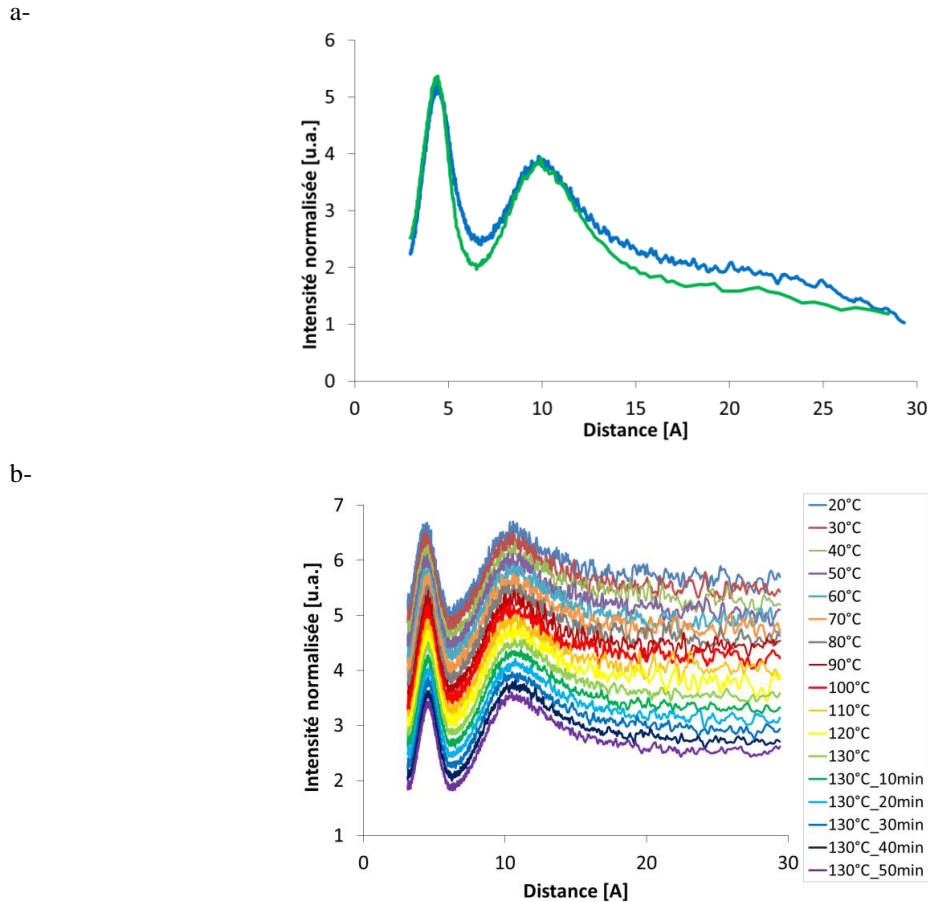 a-
6
5
4
3
2
1
0
Intensité normalisée [u.a.]
0 5 10 15 20 25 30
Distance [A]
b-
7
6
5
4
3
2
1
Intensité normalisée [u.a.]
0 10 20 30
Distance [A]
20°C
30°C
40°C
50°C
60°C
70°C
80°C
90°C
100°C
110°C
120°C
130°C
130°C_10min
130°C_20min
130°C_30min
130°C_40min
130°C_50min